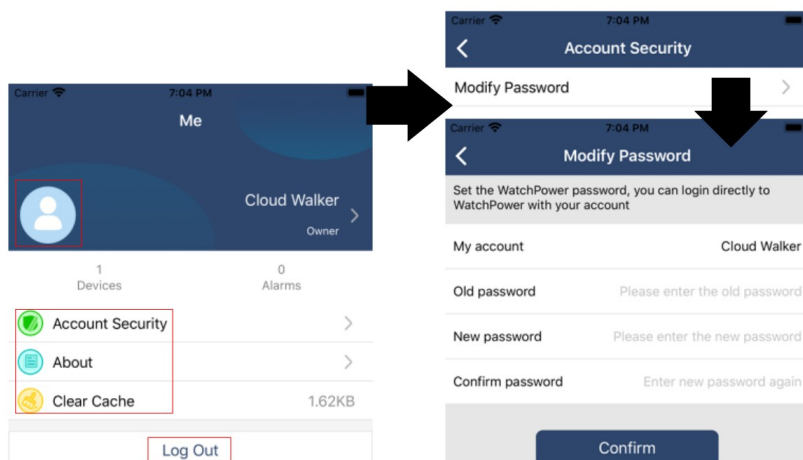 Carrier 7:04 PM
Me
Cloud Walker
Owner
1 0
Devices Alarms
Account Security
About
Clear Cache 1.62KB
Log Out
Carrier 7:04 PM
Account Security
Modify Password
Carrier 7:04 PM
Modify Password
Set the WatchPower password, you can login directly to
WatchPower with your account
My account Cloud Walker
Old password Please enter the old password
New password Please enter the new password
Confirm password Enter new password again
Confirm